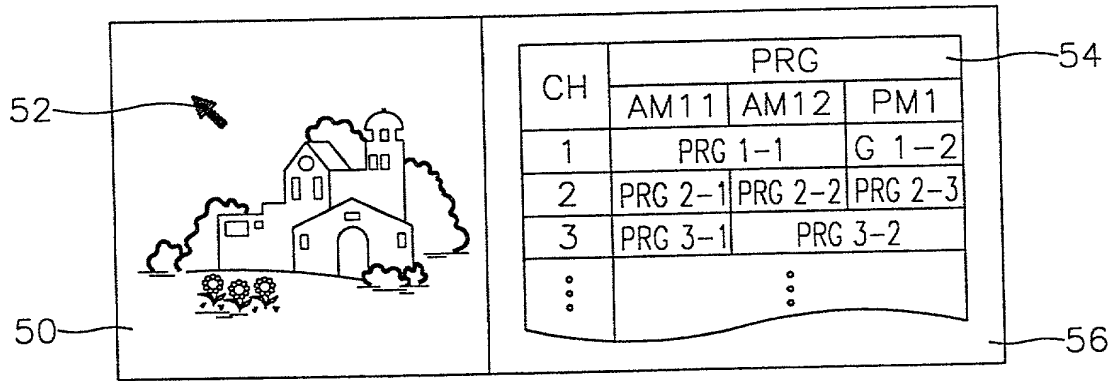 52
50
CH PRG
AM11 AM12 PM1
1 PRG 1-1 G 1-2
2 PRG 2-1 PRG 2-2 PRG 2-3
3 PRG 3-1 PRG 3-2
54
56